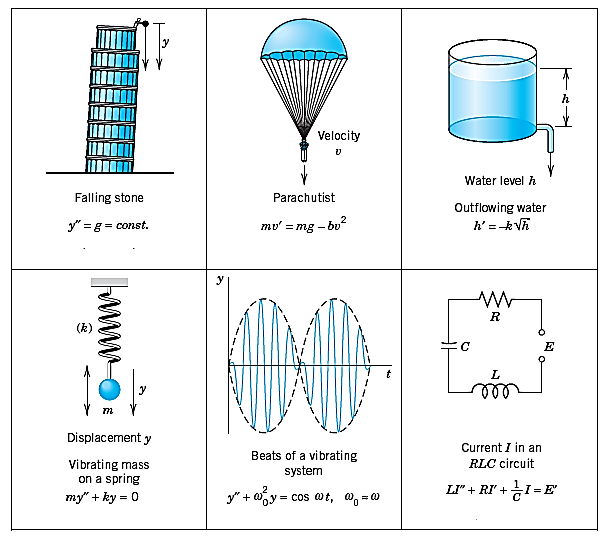 y
Falling stone
y″ = g = const.
Velocity
v
Parachutist
mv′ = mg – bv²
h
Water level h
Outflowing water
h′ = –k√h
(k)
y
m
Displacement y
Vibrating mass
on a spring
my″ + ky = 0
y
t
Beats of a vibrating
system
y″ + ω₀²y = cos ωt, ω₀ ≈ ω
R
C
E
L
Current I in an
RLC circuit
LI″ + RI′ + 1/C I = E′